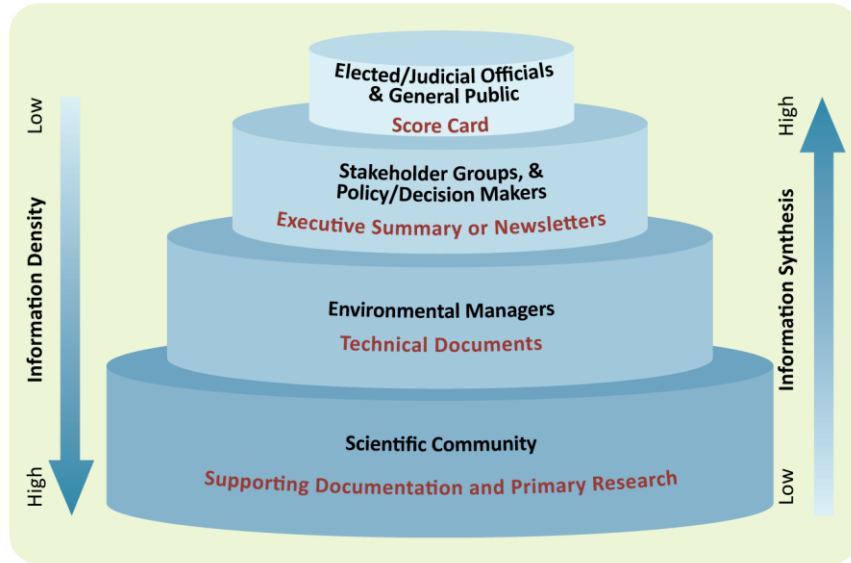 Elected/Judicial Officials
& General Public
Score Card
Stakeholder Groups, &
Policy/Decision Makers
Executive Summary or Newsletters
Environmental Managers
Technical Documents
Scientific Community
Supporting Documentation and Primary Research
Low
Information Density
High
High
Information Synthesis
Low